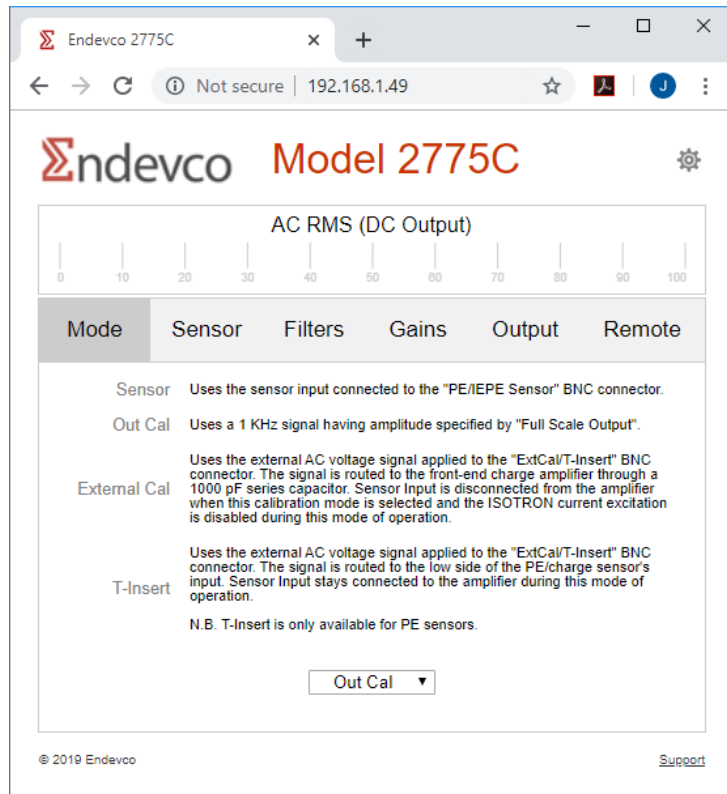 Endevco 2775C
Not secure | 192.168.1.49
J
Σndevco Model 2775C
AC RMS (DC Output)
0 10 20 30 40 50 60 70 80 90 100
Mode Sensor Filters Gains Output Remote
Sensor Uses the sensor input connected to the "PE/IEPE Sensor" BNC connector.
Out Cal Uses a 1 KHz signal having amplitude specified by "Full Scale Output".
External Cal
Uses the external AC voltage signal applied to the "ExtCal/T-Insert" BNC
connector. The signal is routed to the front-end charge amplifier through a
1000 pF series capacitor. Sensor Input is disconnected from the amplifier
when this calibration mode is selected and the ISOTRON current excitation
is disabled during this mode of operation.
T-Insert
Uses the external AC voltage signal applied to the "ExtCal/T-Insert" BNC
connector. The signal is routed to the low side of the PE/charge sensor's
input. Sensor Input stays connected to the amplifier during this mode of
operation.
N.B. T-Insert is only available for PE sensors.
Out Cal
© 2019 Endevco
Support